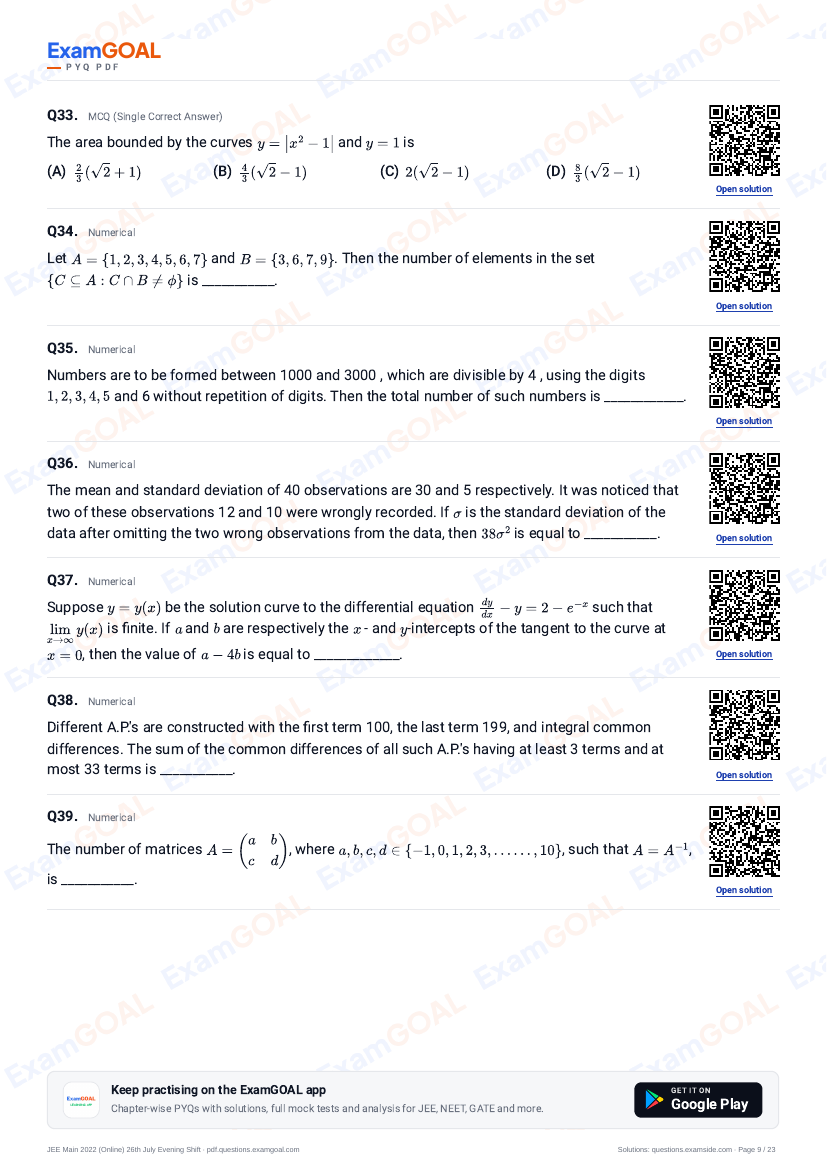 ExamGOAL
PYQ PDF
Q33. MCQ (Single Correct Answer)
The area bounded by the curves y = |x² − 1| and y = 1 is
(A) 2/3(√2 + 1) (B) 4/3(√2 − 1) (C) 2(√2 − 1) (D) 8/3(√2 − 1)
Open solution
Q34. Numerical
Let A = {1, 2, 3, 4, 5, 6, 7} and B = {3, 6, 7, 9}. Then the number of elements in the set
{C ⊆ A : C ∩ B ≠ ϕ} is ___________.
Open solution
Q35. Numerical
Numbers are to be formed between 1000 and 3000 , which are divisible by 4 , using the digits
1, 2, 3, 4, 5 and 6 without repetition of digits. Then the total number of such numbers is ____________.
Open solution
Q36. Numerical
The mean and standard deviation of 40 observations are 30 and 5 respectively. It was noticed that
two of these observations 12 and 10 were wrongly recorded. If σ is the standard deviation of the
data after omitting the two wrong observations from the data, then 38σ² is equal to ___________.
Open solution
Q37. Numerical
Suppose y = y(x) be the solution curve to the differential equation dy/dx − y = 2 − e⁻ˣ such that
lim x→∞ y(x) is finite. If a and b are respectively the x - and y-intercepts of the tangent to the curve at
x = 0, then the value of a − 4b is equal to _____________.
Open solution
Q38. Numerical
Different A.P.'s are constructed with the first term 100, the last term 199, and integral common
differences. The sum of the common differences of all such A.P.'s having at least 3 terms and at
most 33 terms is ___________.
Open solution
Q39. Numerical
The number of matrices A = (a b c d), where a, b, c, d ∈ {−1, 0, 1, 2, 3, ......, 10}, such that A = A⁻¹,
is ___________.
Open solution
Keep practising on the ExamGOAL app
Chapter-wise PYQs with solutions, full mock tests and analysis for JEE, NEET, GATE and more.
GET IT ON
Google Play
JEE Main 2022 (Online) 26th July Evening Shift · pdf.questions.examgoal.com
Solutions: questions.examside.com · Page 9 / 23